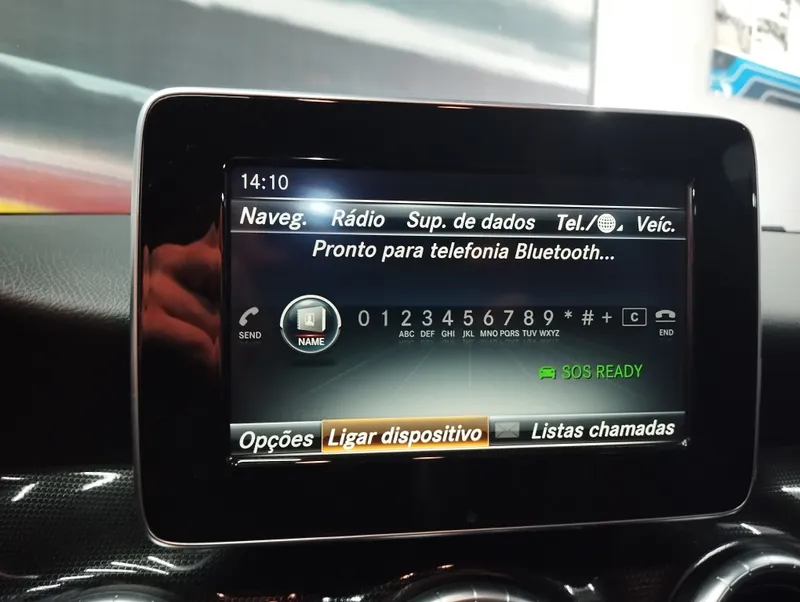 14:10
Naveg. Rádio Sup. de dados Tel./ Veíc.
Pronto para telefonia Bluetooth...
0 1 2 3 4 5 6 7 8 9 * # + C
SEND NAME ABC DEF GHI JKL MNO PQRS TUV WXYZ END
SOS READY
Opções Ligar dispositivo Listas chamadas